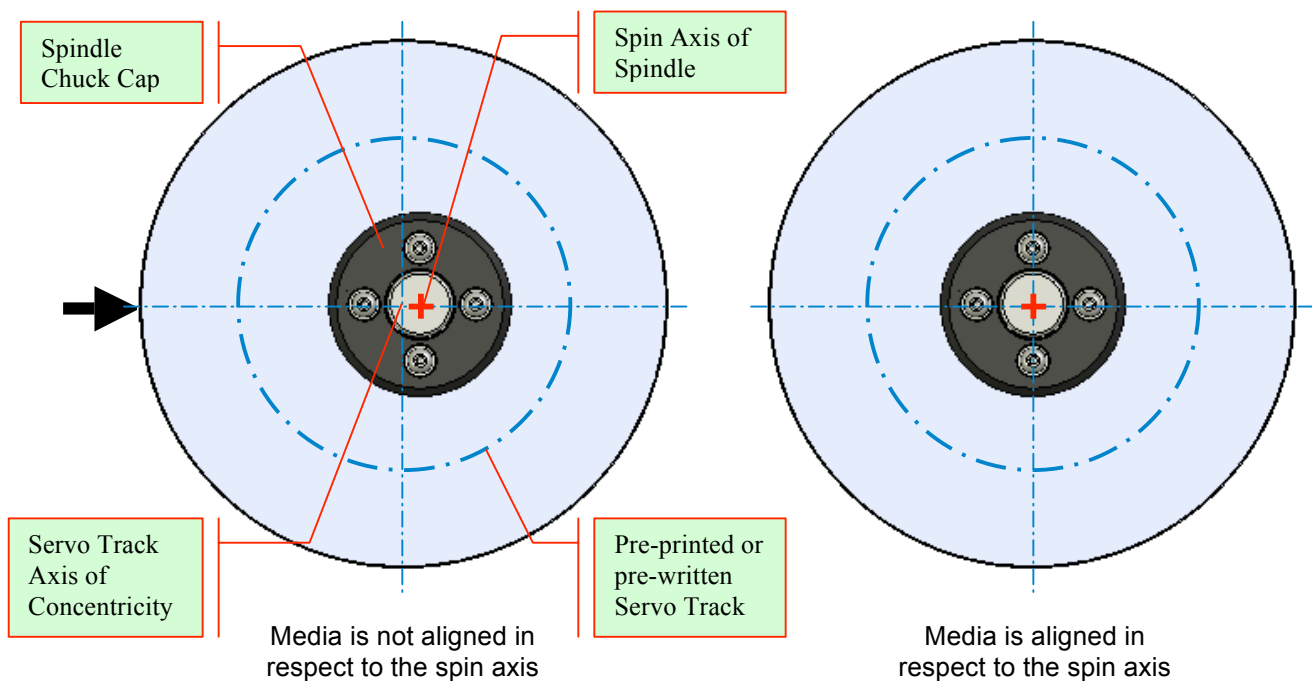 Spindle
Chuck Cap
Spin Axis of
Spindle
Servo Track
Axis of
Concentricity
Pre-printed or
pre-written
Servo Track
Media is not aligned in
respect to the spin axis
Media is aligned in
respect to the spin axis